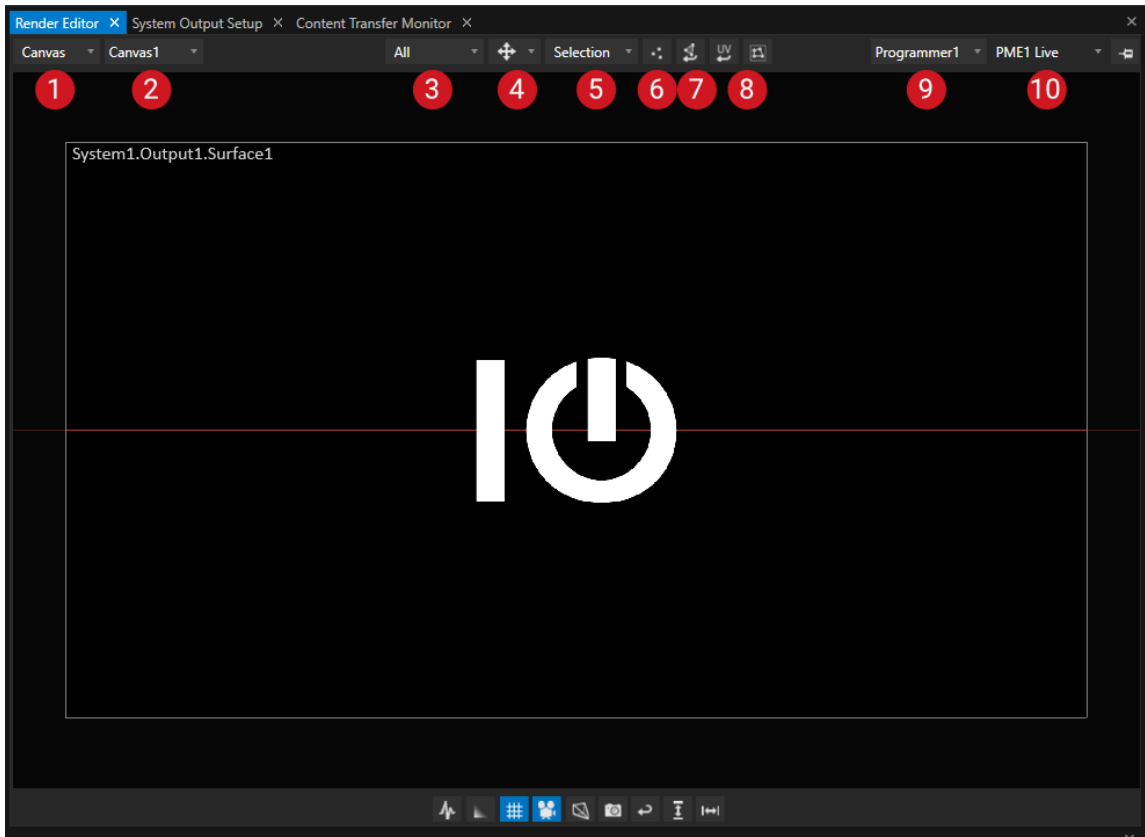 Render Editor System Output Setup Content Transfer Monitor
Canvas Canvas1 All Selection UV Programmer1 PME1 Live
1 2 3 4 5 6 7 8 9 10
System1.Output1.Surface1